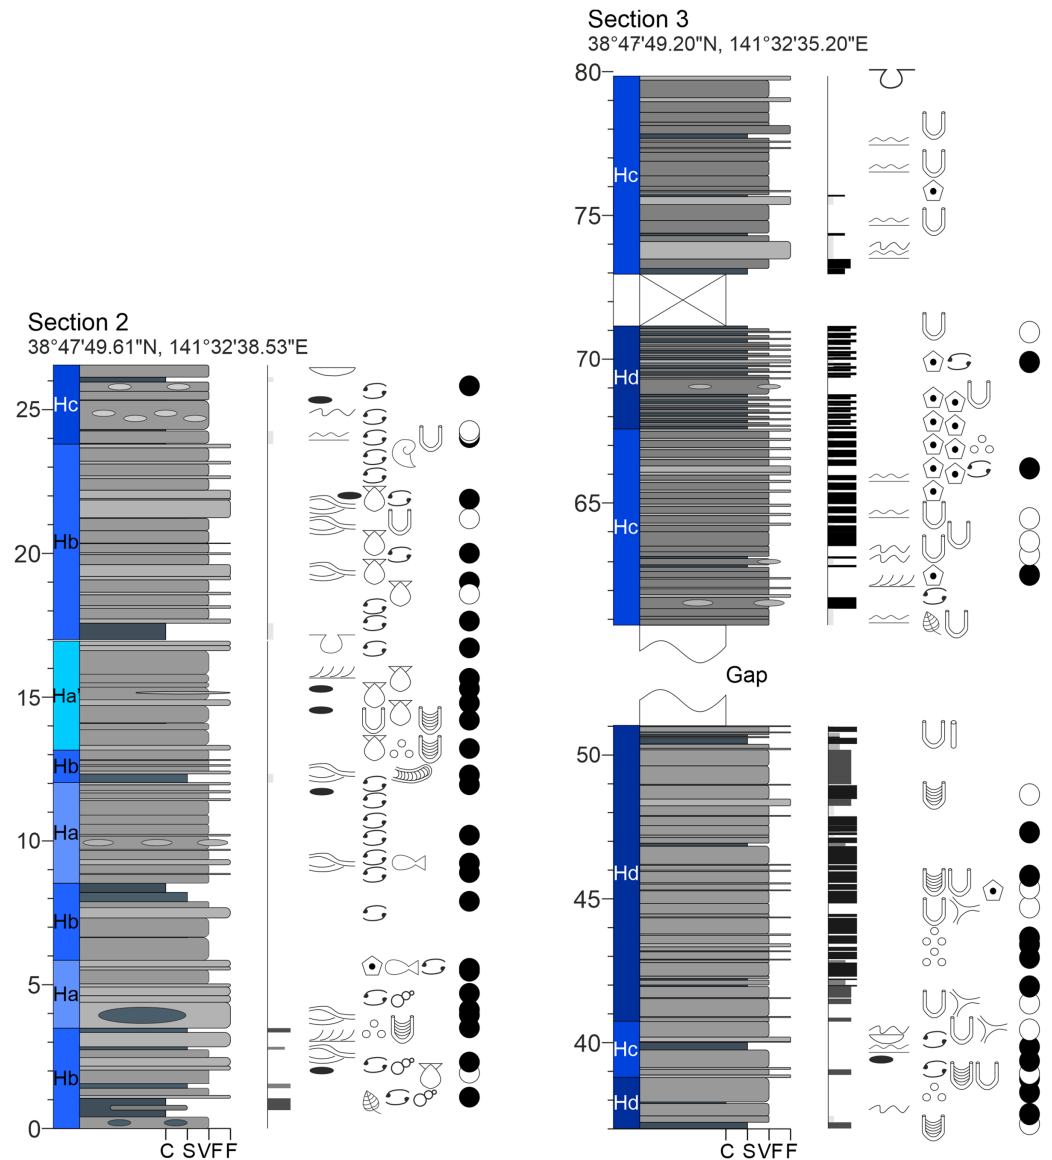 Section 3
38°47'49.20"N, 141°32'35.20"E
80
Hc
75
70
Hd
65
Hc
Gap
50
Hd
45
40
Hc
Hd
C S VF F
Section 2
38°47'49.61"N, 141°32'38.53"E
25
Hc
Hb
20
15
Ha'
Hb
10
Ha
Hb
5
Ha
Hb
0
C S VF F